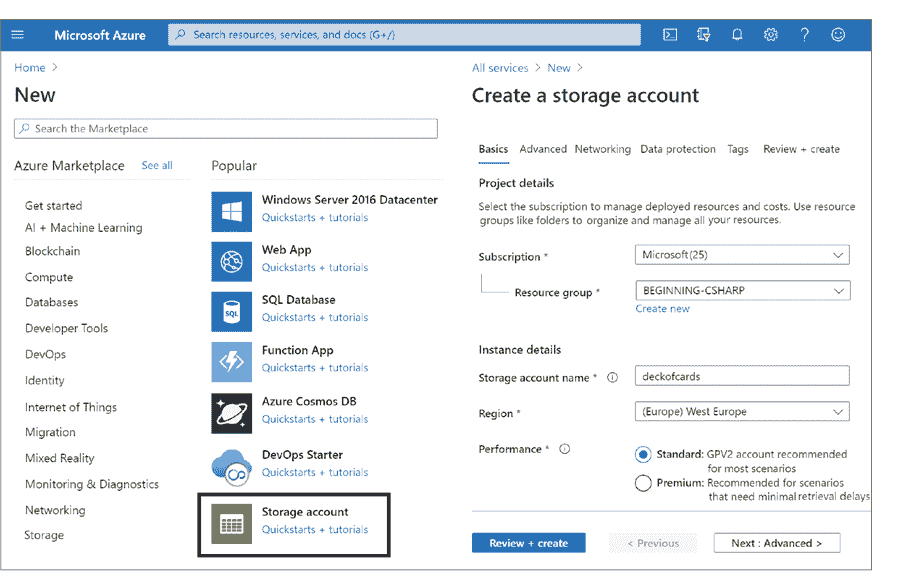 Microsoft Azure
Search resources, services, and docs (G+/)
Home >
New
Search the Marketplace
Azure Marketplace See all
Get started
AI + Machine Learning
Blockchain
Compute
Databases
Developer Tools
DevOps
Identity
Internet of Things
Migration
Mixed Reality
Monitoring & Diagnostics
Networking
Storage
Popular
Windows Server 2016 Datacenter
Quickstarts + tutorials
Web App
Quickstarts + tutorials
SQL
SQL Database
Quickstarts + tutorials
Function App
Quickstarts + tutorials
Azure Cosmos DB
Quickstarts + tutorials
DevOps Starter
Quickstarts + tutorials
Storage account
Quickstarts + tutorials
All services > New >
Create a storage account
Basics Advanced Networking Data protection Tags Review + create
Project details
Select the subscription to manage deployed resources and costs. Use resource
groups like folders to organize and manage all your resources.
Subscription * Microsoft(25)
Resource group * BEGINNING-CSHARP
Create new
Instance details
Storage account name * deckofcards
Region * (Europe) West Europe
Performance * Standard: GPV2 account recommended
for most scenarios
Premium: Recommended for scenarios
that need minimal retrieval delays
Review + create < Previous Next : Advanced >